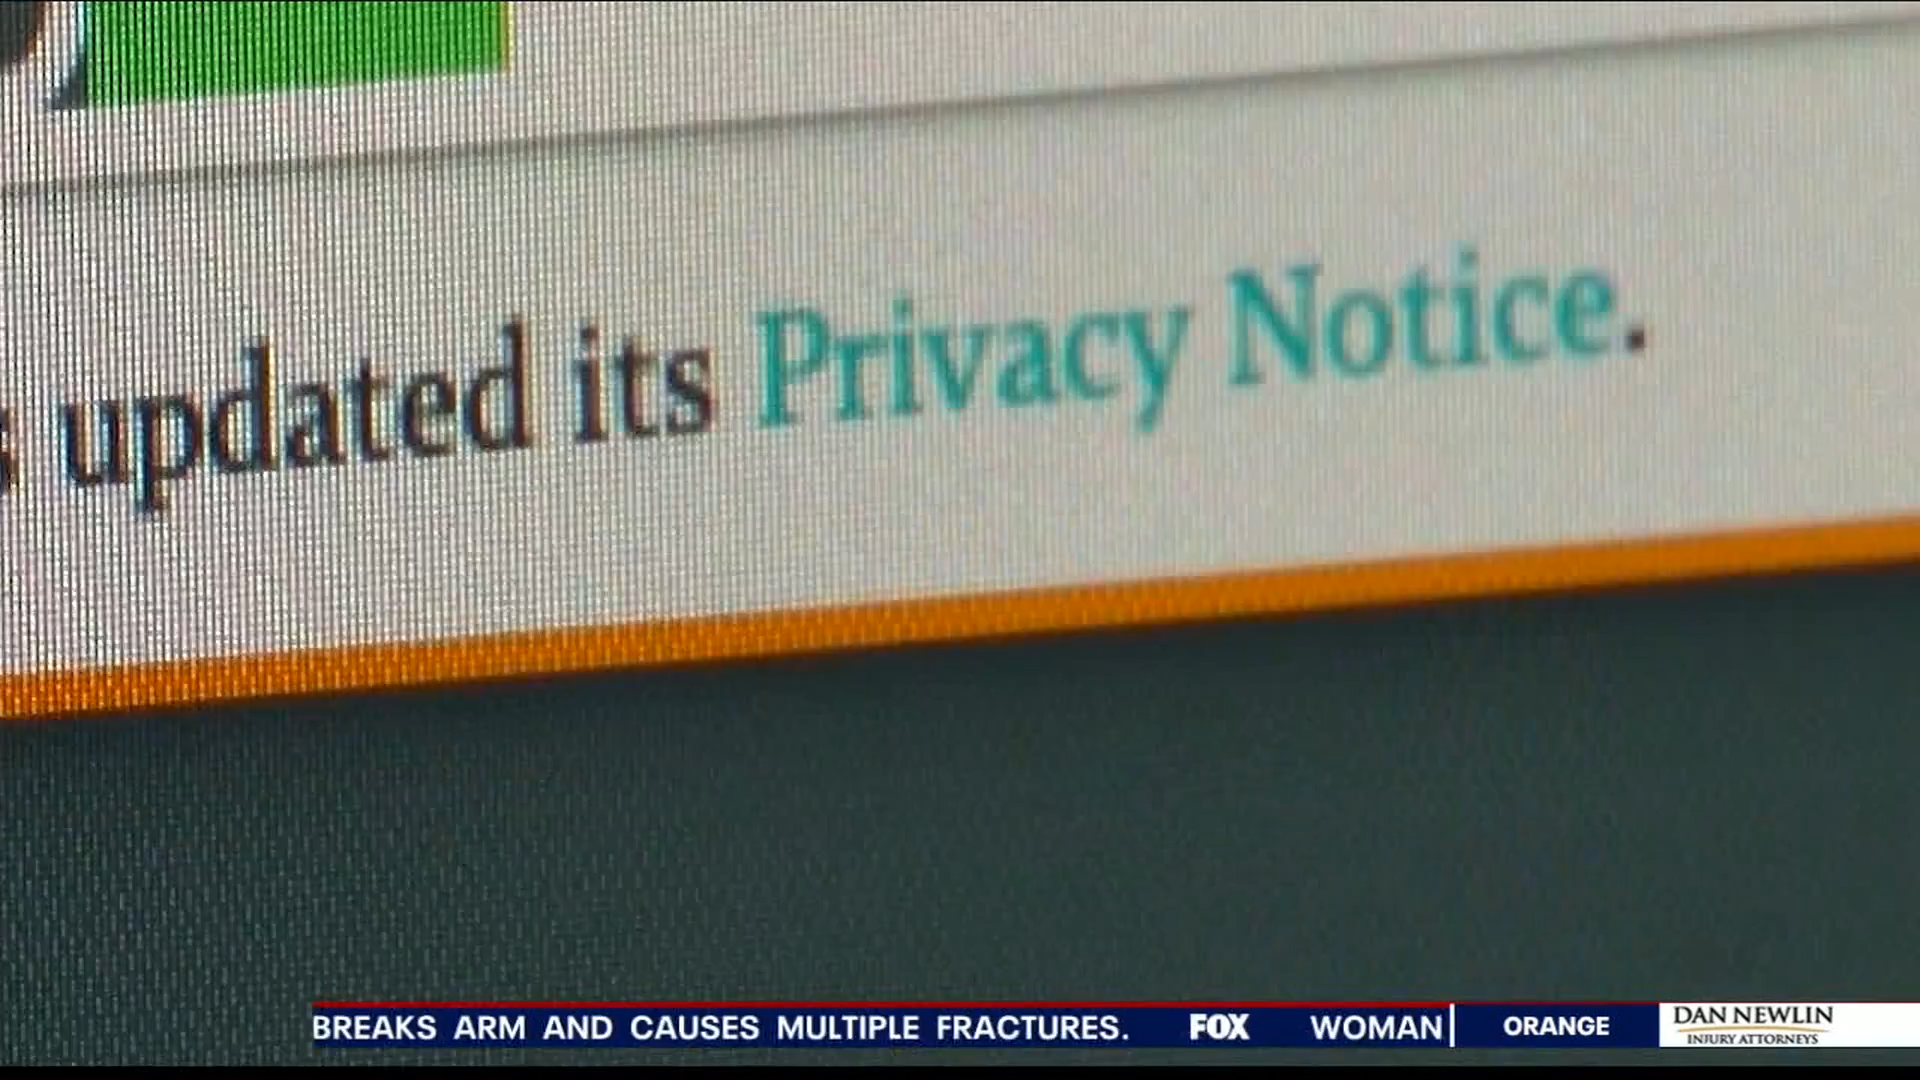 updated its Privacy Notice.
BREAKS ARM AND CAUSES MULTIPLE FRACTURES. FOX WOMAN
ORANGE
DAN NEWLIN
INJURY ATTORNEYS